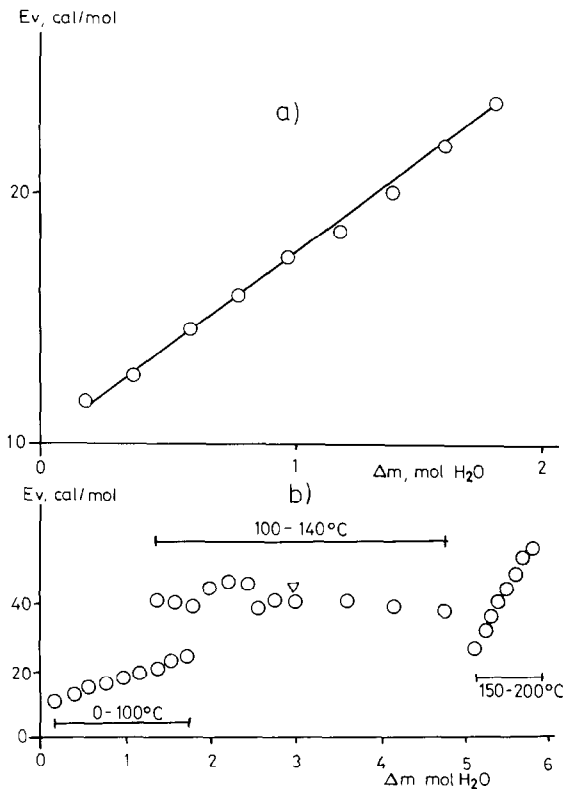 Ev, cal/mol
a)
20
10
0 1 2
Δm, mol H₂O
Ev, cal/mol
b)
100-140°C
40
20
0-100°C
150-200°C
0
0 1 2 3 4 5 6
Δm mol H₂O